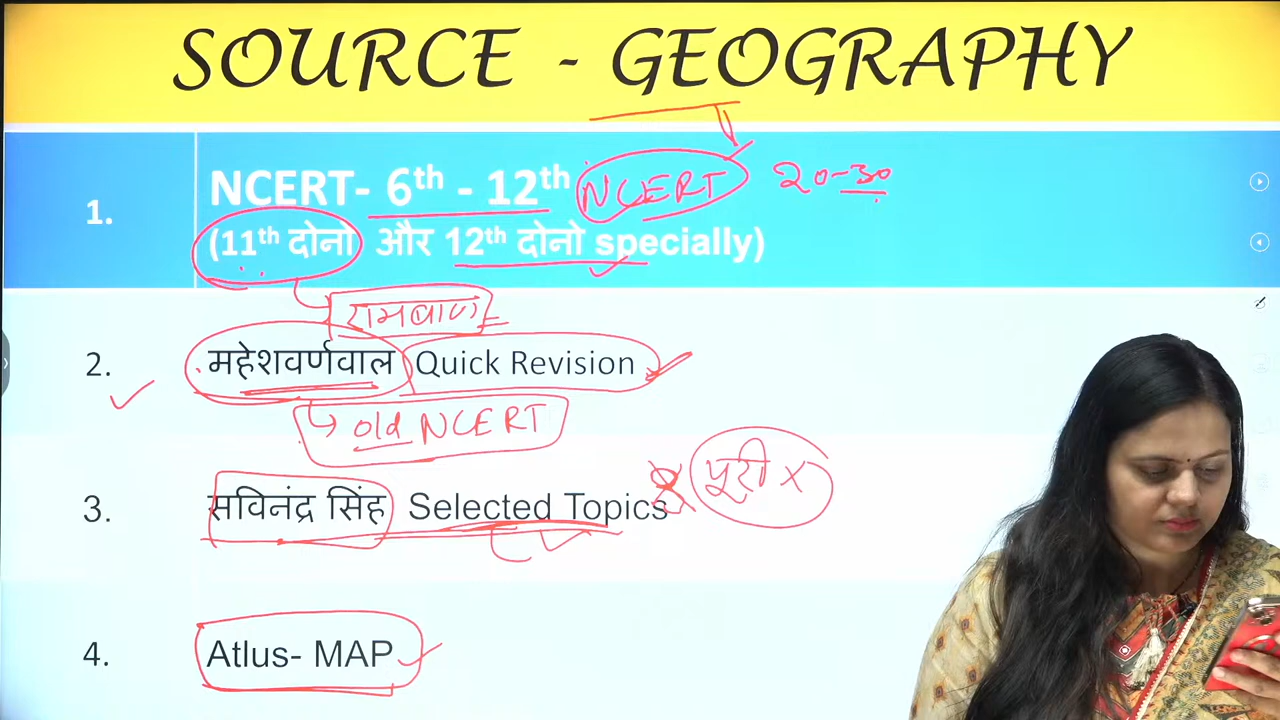 SOURCE - GEOGRAPHY
1.
NCERT- 6th - 12th NCERT 20-30
(11th दोनो और 12th दोनो specially)
रामबाण
2. महेशवर्णवाल Quick Revision
old NCERT
3. सविनंद्र सिंह Selected Topics पूरी X
4. Atlus- MAP